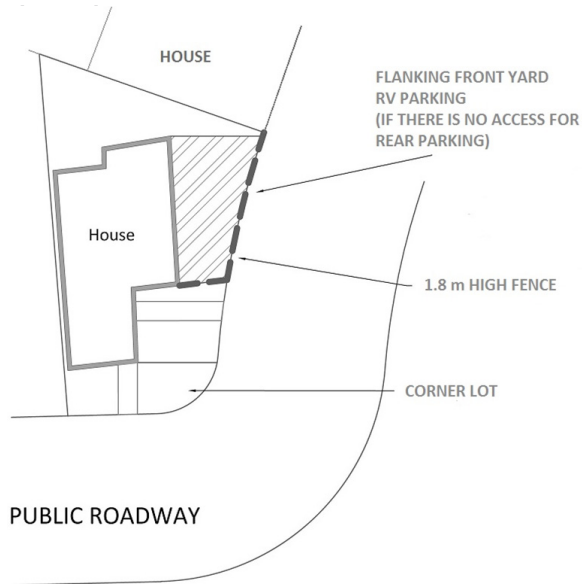 HOUSE
FLANKING FRONT YARD
RV PARKING
(IF THERE IS NO ACCESS FOR
REAR PARKING)
House
1.8 m HIGH FENCE
CORNER LOT
PUBLIC ROADWAY